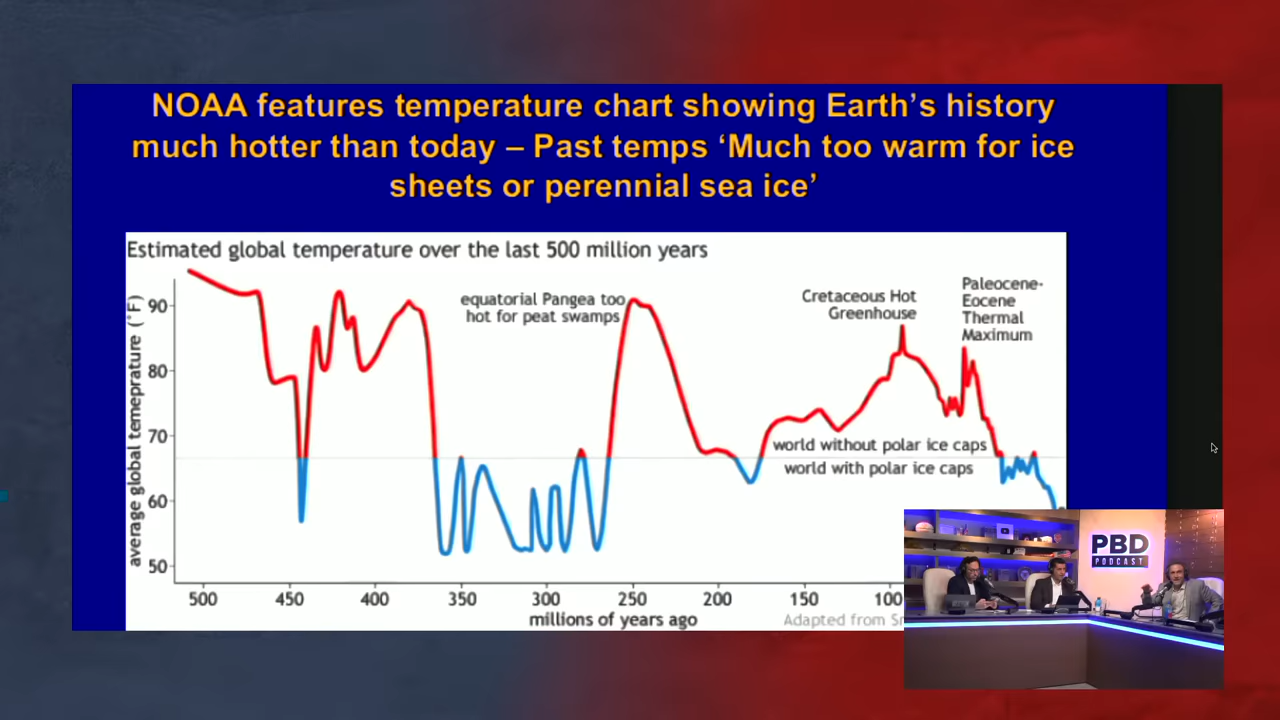 NOAA features temperature chart showing Earth's history
much hotter than today – Past temps 'Much too warm for ice
sheets or perennial sea ice'
Estimated global temperature over the last 500 million years
average global temeprature (°F)
90
80
70
60
50
equatorial Pangea too
hot for peat swamps
Cretaceous Hot
Greenhouse
Paleocene-
Eocene
Thermal
Maximum
world without polar ice caps
world with polar ice caps
500 450 400 350 300 250 200 150 100
millions of years ago
Adapted from
PBD
PODCAST